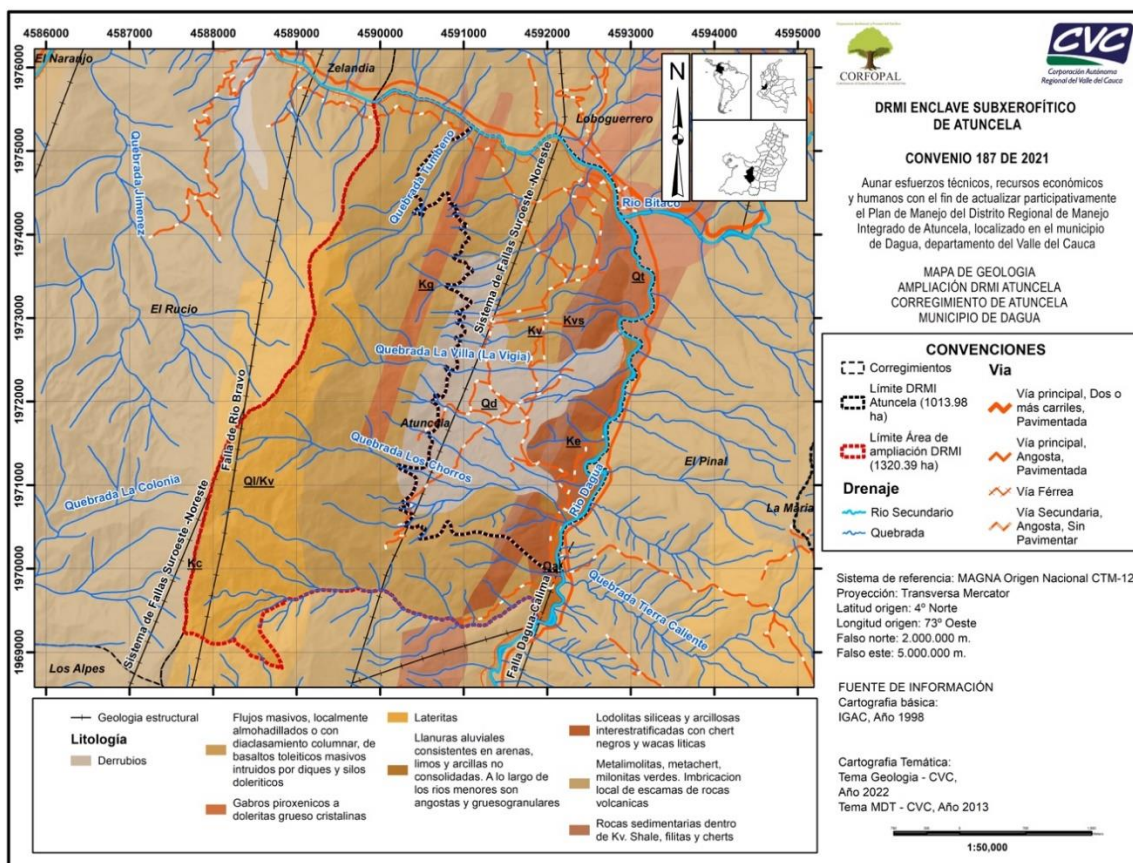 4586000 4587000 4588000 4589000 4590000 4591000 4592000 4593000 4594000 4595000
1976000
1975000
1974000
1973000
1972000
1971000
1970000
1969000
El Naranjo
Zelandia
Loboguerrero
Quebrada Jimenez
Quebrada Tumbeno
Rio Bitaco
El Rucio
Kg
Sistema de Fallas Suroeste -Noreste
Qt
Kvs
Kv
Quebrada La Villa (La Vigia)
Falla de Rio Bravo
Qd
Atuncela
Ke
Quebrada Los Chorros
El Pinal
Rio Dagua
Quebrada La Colonia
Ql/Kv
La Maria
Kc
Sistema de Fallas Suroeste -Noreste
Quebrada Tierra Caliente
Falla Dagua-Calima
Los Alpes
N
CORFOPAL
CVC
Corporación Autónoma
Regional del Valle del Cauca
DRMI ENCLAVE SUBXEROFÍTICO
DE ATUNCELA
CONVENIO 187 DE 2021
Aunar esfuerzos técnicos, recursos económicos
y humanos con el fin de actualizar participativamente
el Plan de Manejo del Distrito Regional de Manejo
Integrado de Atuncela, localizado en el municipio
de Dagua, departamento del Valle del Cauca
MAPA DE GEOLOGIA
AMPLIACIÓN DRMI ATUNCELA
CORREGIMIENTO DE ATUNCELA
MUNICIPIO DE DAGUA
CONVENCIONES
Corregimientos
Límite DRMI
Atuncela (1013.98
ha)
Límite Área de
ampliación DRMI
(1320.39 ha)
Drenaje
Rio Secundario
Quebrada
Via
Vía principal, Dos o
más carriles,
Pavimentada
Vía principal,
Angosta,
Pavimentada
Vía Férrea
Vía Secundaria,
Angosta, Sin
Pavimentar
Sistema de referencia: MAGNA Origen Nacional CTM-12
Proyección: Transversa Mercator
Latitud origen: 4º Norte
Longitud origen: 73º Oeste
Falso norte: 2.000.000 m.
Falso este: 5.000.000 m.
FUENTE DE INFORMACIÓN
Cartografía básica:
IGAC, Año 1998
Cartografía Temática:
Tema Geologia - CVC,
Año 2022
Tema MDT - CVC, Año 2013
1:50,000
Geologia estructural
Litología
Derrubios
Flujos masivos, localmente
almohadillados o con
diaclasamiento columnar, de
basaltos toleiticos masivos
intruidos por diques y silos
doleriticos
Gabros piroxenicos a
doleritas grueso cristalinas
Lateritas
Llanuras aluviales
consistentes en arenas,
limos y arcillas no
consolidadas. A lo largo de
los rios menores son
angostas y gruesogranulares
Lodolitas siliceas y arcillosas
interestratificadas con chert
negros y wacas liticas
Metalimolitas, metachert,
milonitas verdes. Imbricacion
local de escamas de rocas
volcanicas
Rocas sedimentarias dentro
de Kv. Shale, filitas y cherts